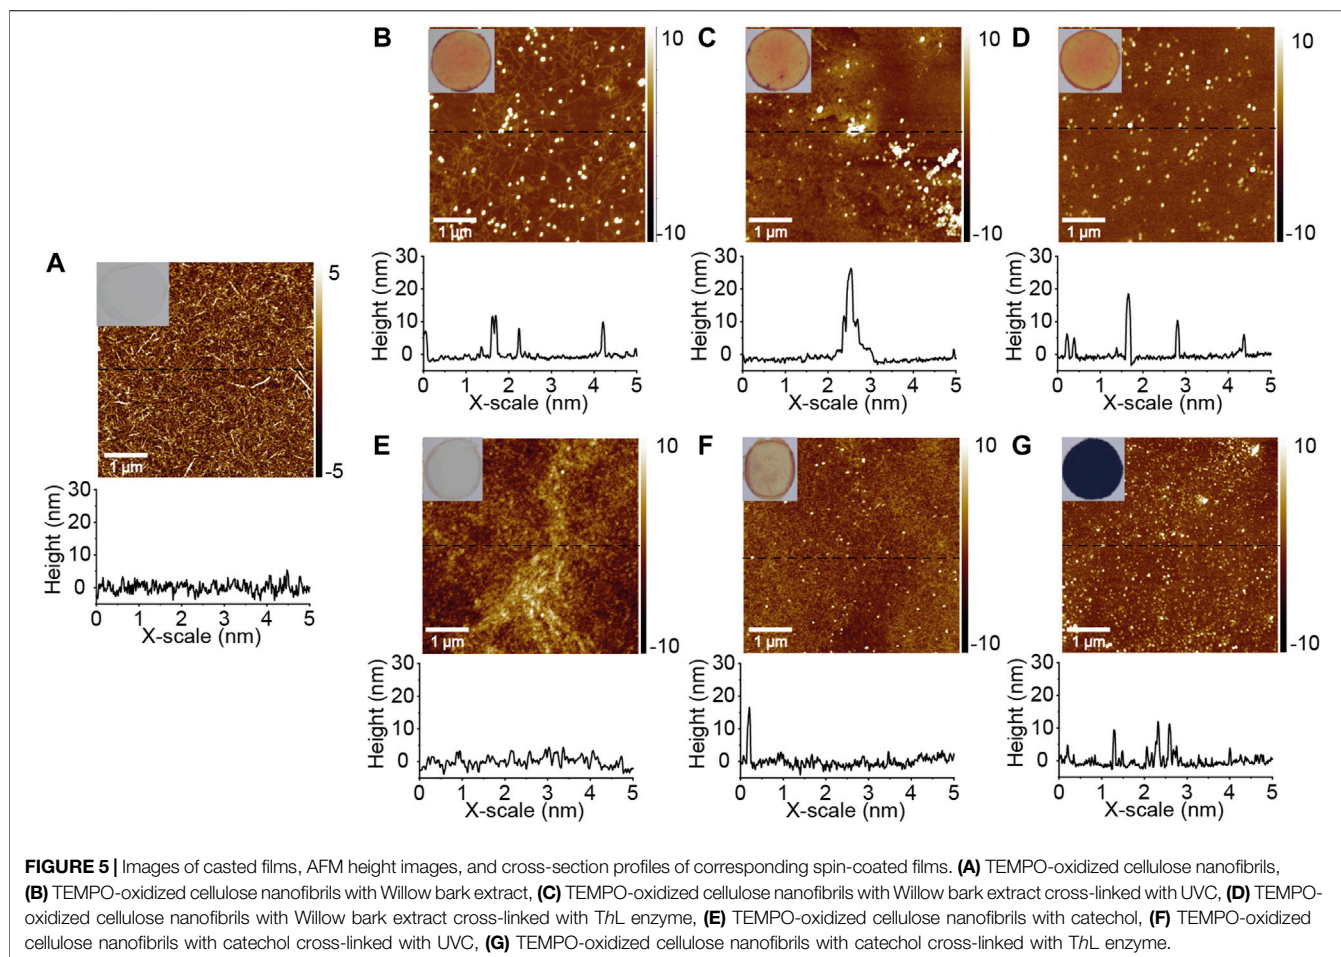 B
10
-10
1 µm
Height (nm)
30
20
10
0
0 1 2 3 4 5
X-scale (nm)
C
10
-10
1 µm
Height (nm)
30
20
10
0
0 1 2 3 4 5
X-scale (nm)
D
10
-10
1 µm
Height (nm)
30
20
10
0
0 1 2 3 4 5
X-scale (nm)
A
5
-5
1 µm
Height (nm)
30
20
10
0
0 1 2 3 4 5
X-scale (nm)
E
10
-10
1 µm
Height (nm)
30
20
10
0
0 1 2 3 4 5
X-scale (nm)
F
10
-10
1 µm
Height (nm)
30
20
10
0
0 1 2 3 4 5
X-scale (nm)
G
10
-10
1 µm
Height (nm)
30
20
10
0
0 1 2 3 4 5
X-scale (nm)
FIGURE 5 | Images of casted films, AFM height images, and cross-section profiles of corresponding spin-coated films. (A) TEMPO-oxidized cellulose nanofibrils,
(B) TEMPO-oxidized cellulose nanofibrils with Willow bark extract, (C) TEMPO-oxidized cellulose nanofibrils with Willow bark extract cross-linked with UVC, (D) TEMPO-
oxidized cellulose nanofibrils with Willow bark extract cross-linked with ThL enzyme, (E) TEMPO-oxidized cellulose nanofibrils with catechol, (F) TEMPO-oxidized
cellulose nanofibrils with catechol cross-linked with UVC, (G) TEMPO-oxidized cellulose nanofibrils with catechol cross-linked with ThL enzyme.